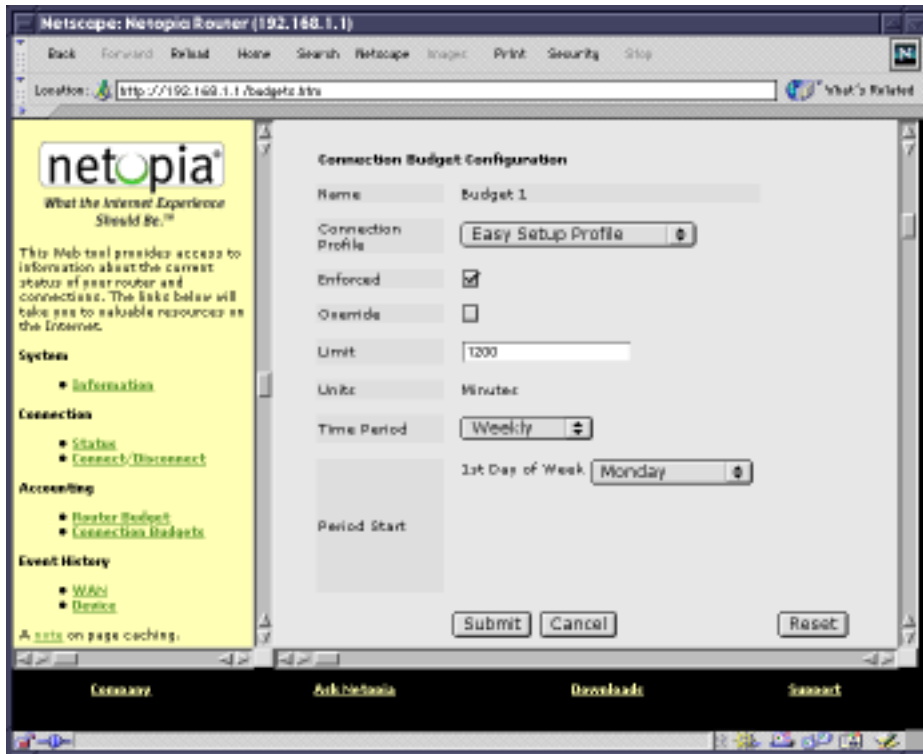 Netscape: Netopia Router (192.168.1.1)
Back Forward Reload Home Search Netscape Images Print Security Stop
Location: http://192.168.1.1/budgets.htm What's Related
netopia®
What the Internet Experience
Should Be.™
This Web tool provides access to
information about the current
status of your router and
connections. The links below will
take you to valuable resources on
the Internet.
System
Information
Connection
Status
Connect/Disconnect
Accounting
Router Budget
Connection Budgets
Event History
WAN
Device
A note on page caching.
Connection Budget Configuration
Name Budget 1
Connection
Profile Easy Setup Profile
Enforced
Override
Limit 1200
Units Minutes
Time Period Weekly
1st Day of Week Monday
Period Start
Submit Cancel Reset
Company Ask Netopia Downloads Support